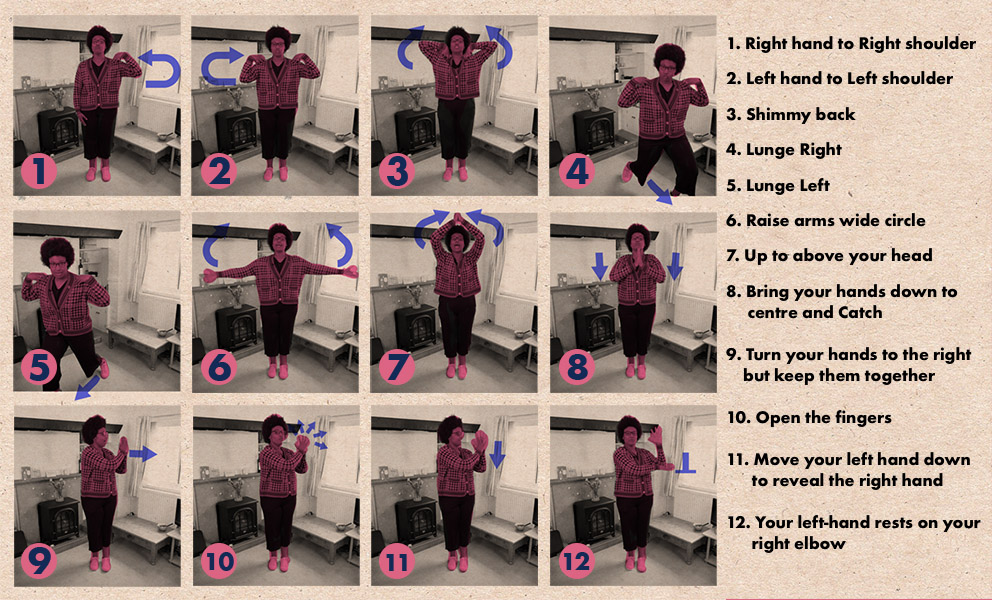 1
2
3
4
5
6
7
8
9
10
11
12
1. Right hand to Right shoulder
2. Left hand to Left shoulder
3. Shimmy back
4. Lunge Right
5. Lunge Left
6. Raise arms wide circle
7. Up to above your head
8. Bring your hands down to
centre and Catch
9. Turn your hands to the right
but keep them together
10. Open the fingers
11. Move your left hand down
to reveal the right hand
12. Your left-hand rests on your
right elbow